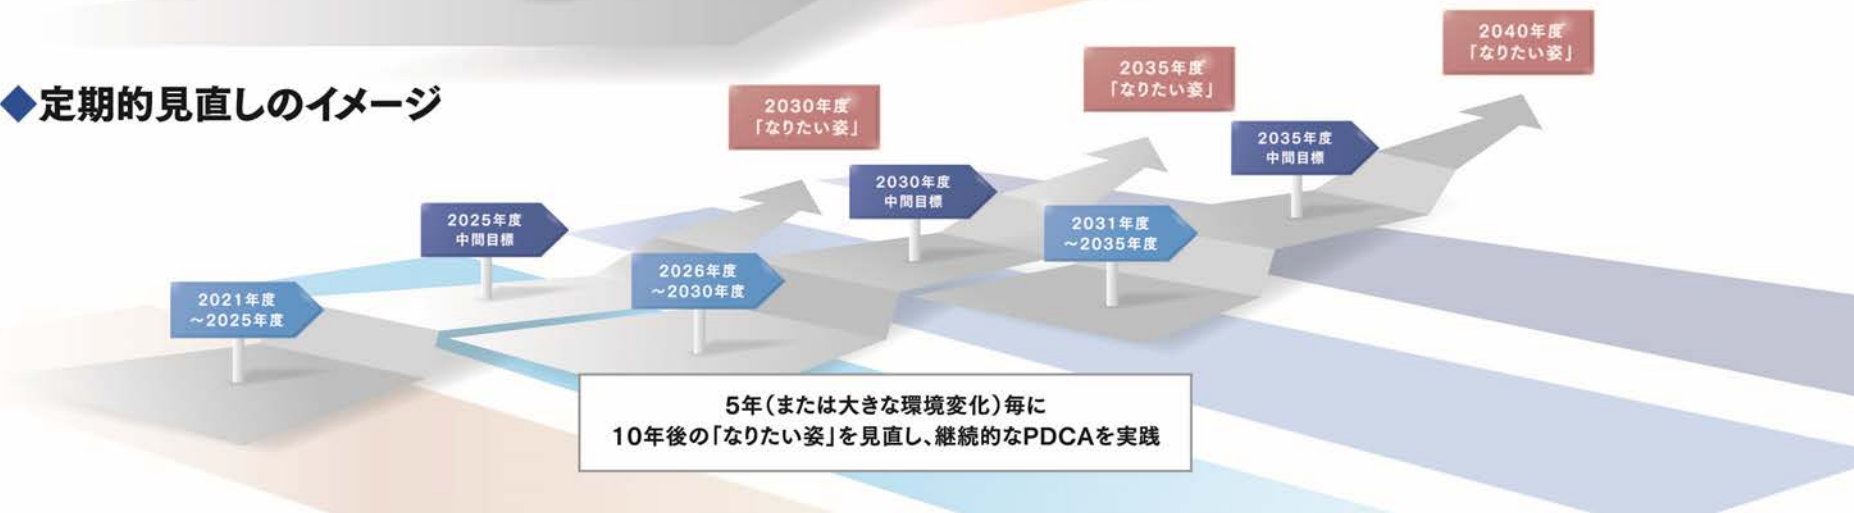 ◆定期的見直しのイメージ
2021年度
～2025年度
2025年度
中間目標
2030年度
「なりたい姿」
2026年度
～2030年度
2030年度
中間目標
2035年度
「なりたい姿」
2031年度
～2035年度
2035年度
中間目標
2040年度
「なりたい姿」
5年（または大きな環境変化）毎に
10年後の「なりたい姿」を見直し、継続的なPDCAを実践